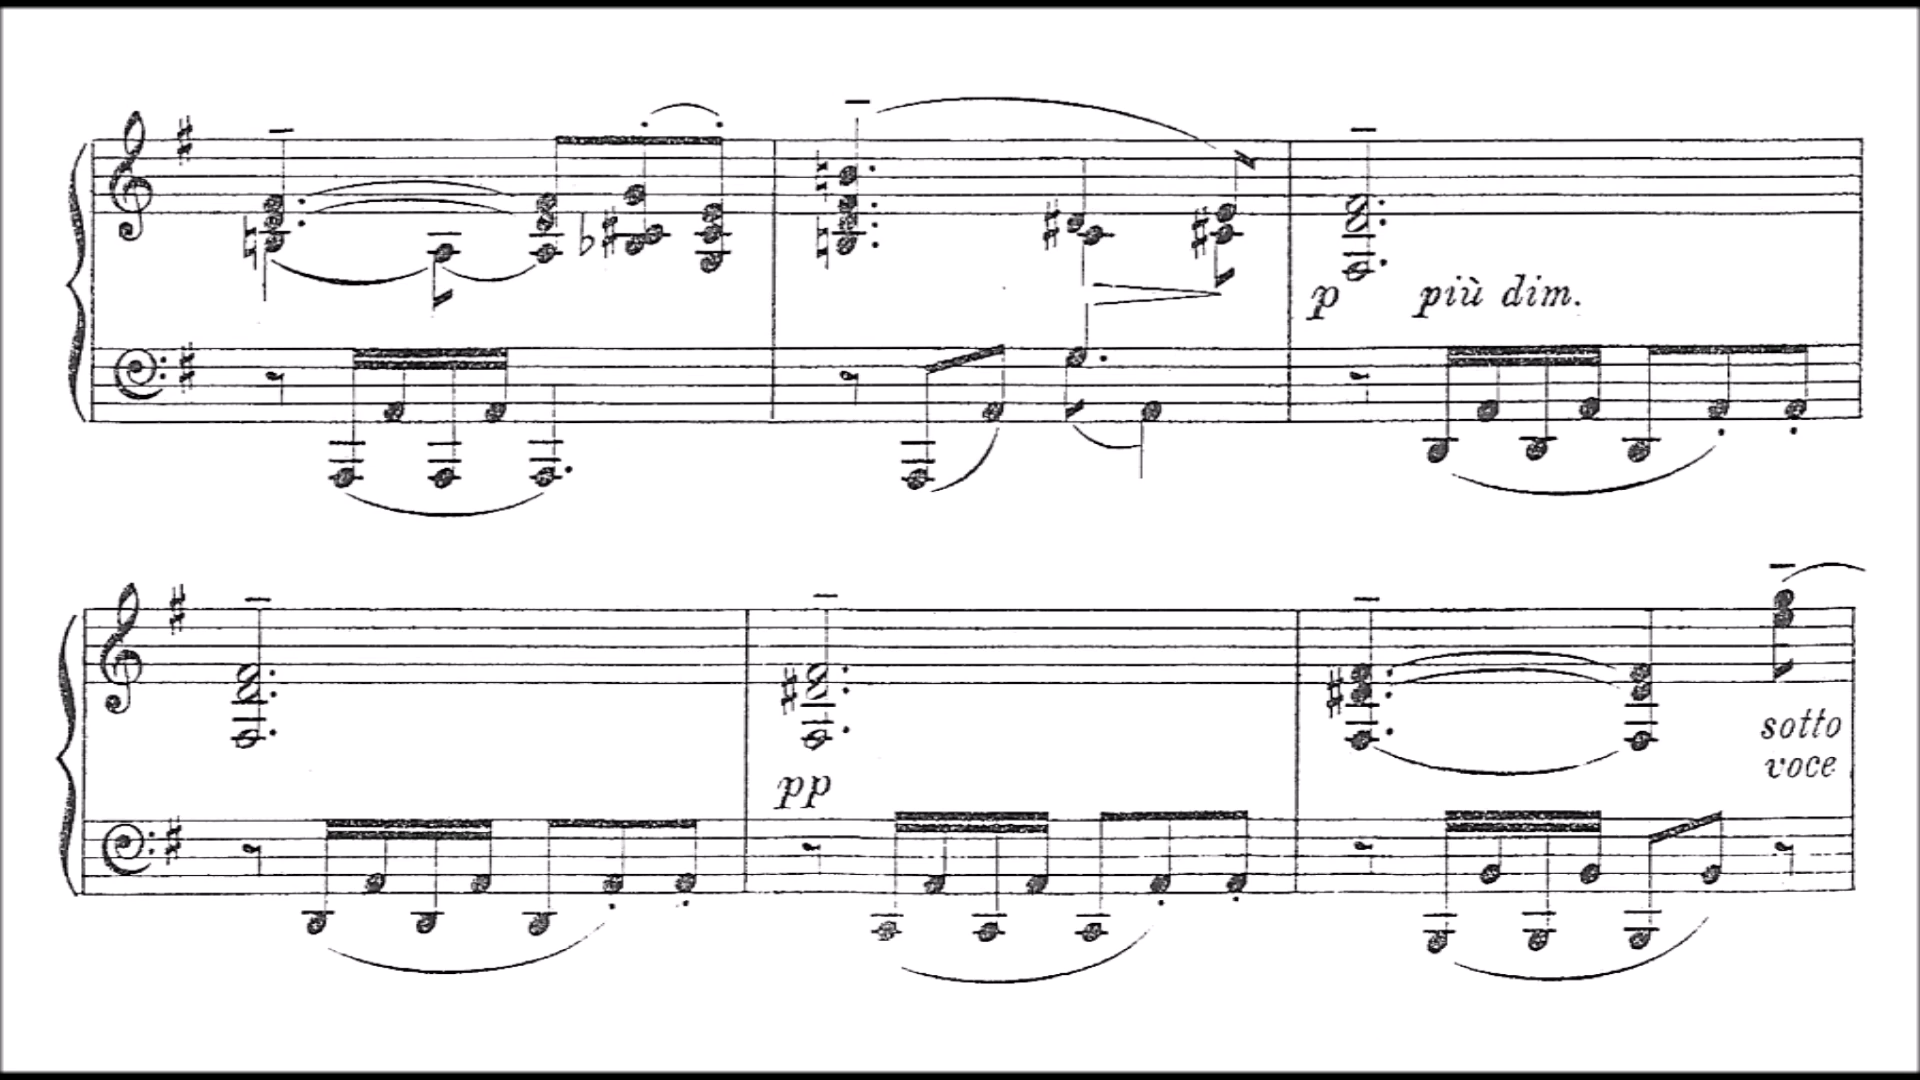 p più dim.
pp
sotto
voce